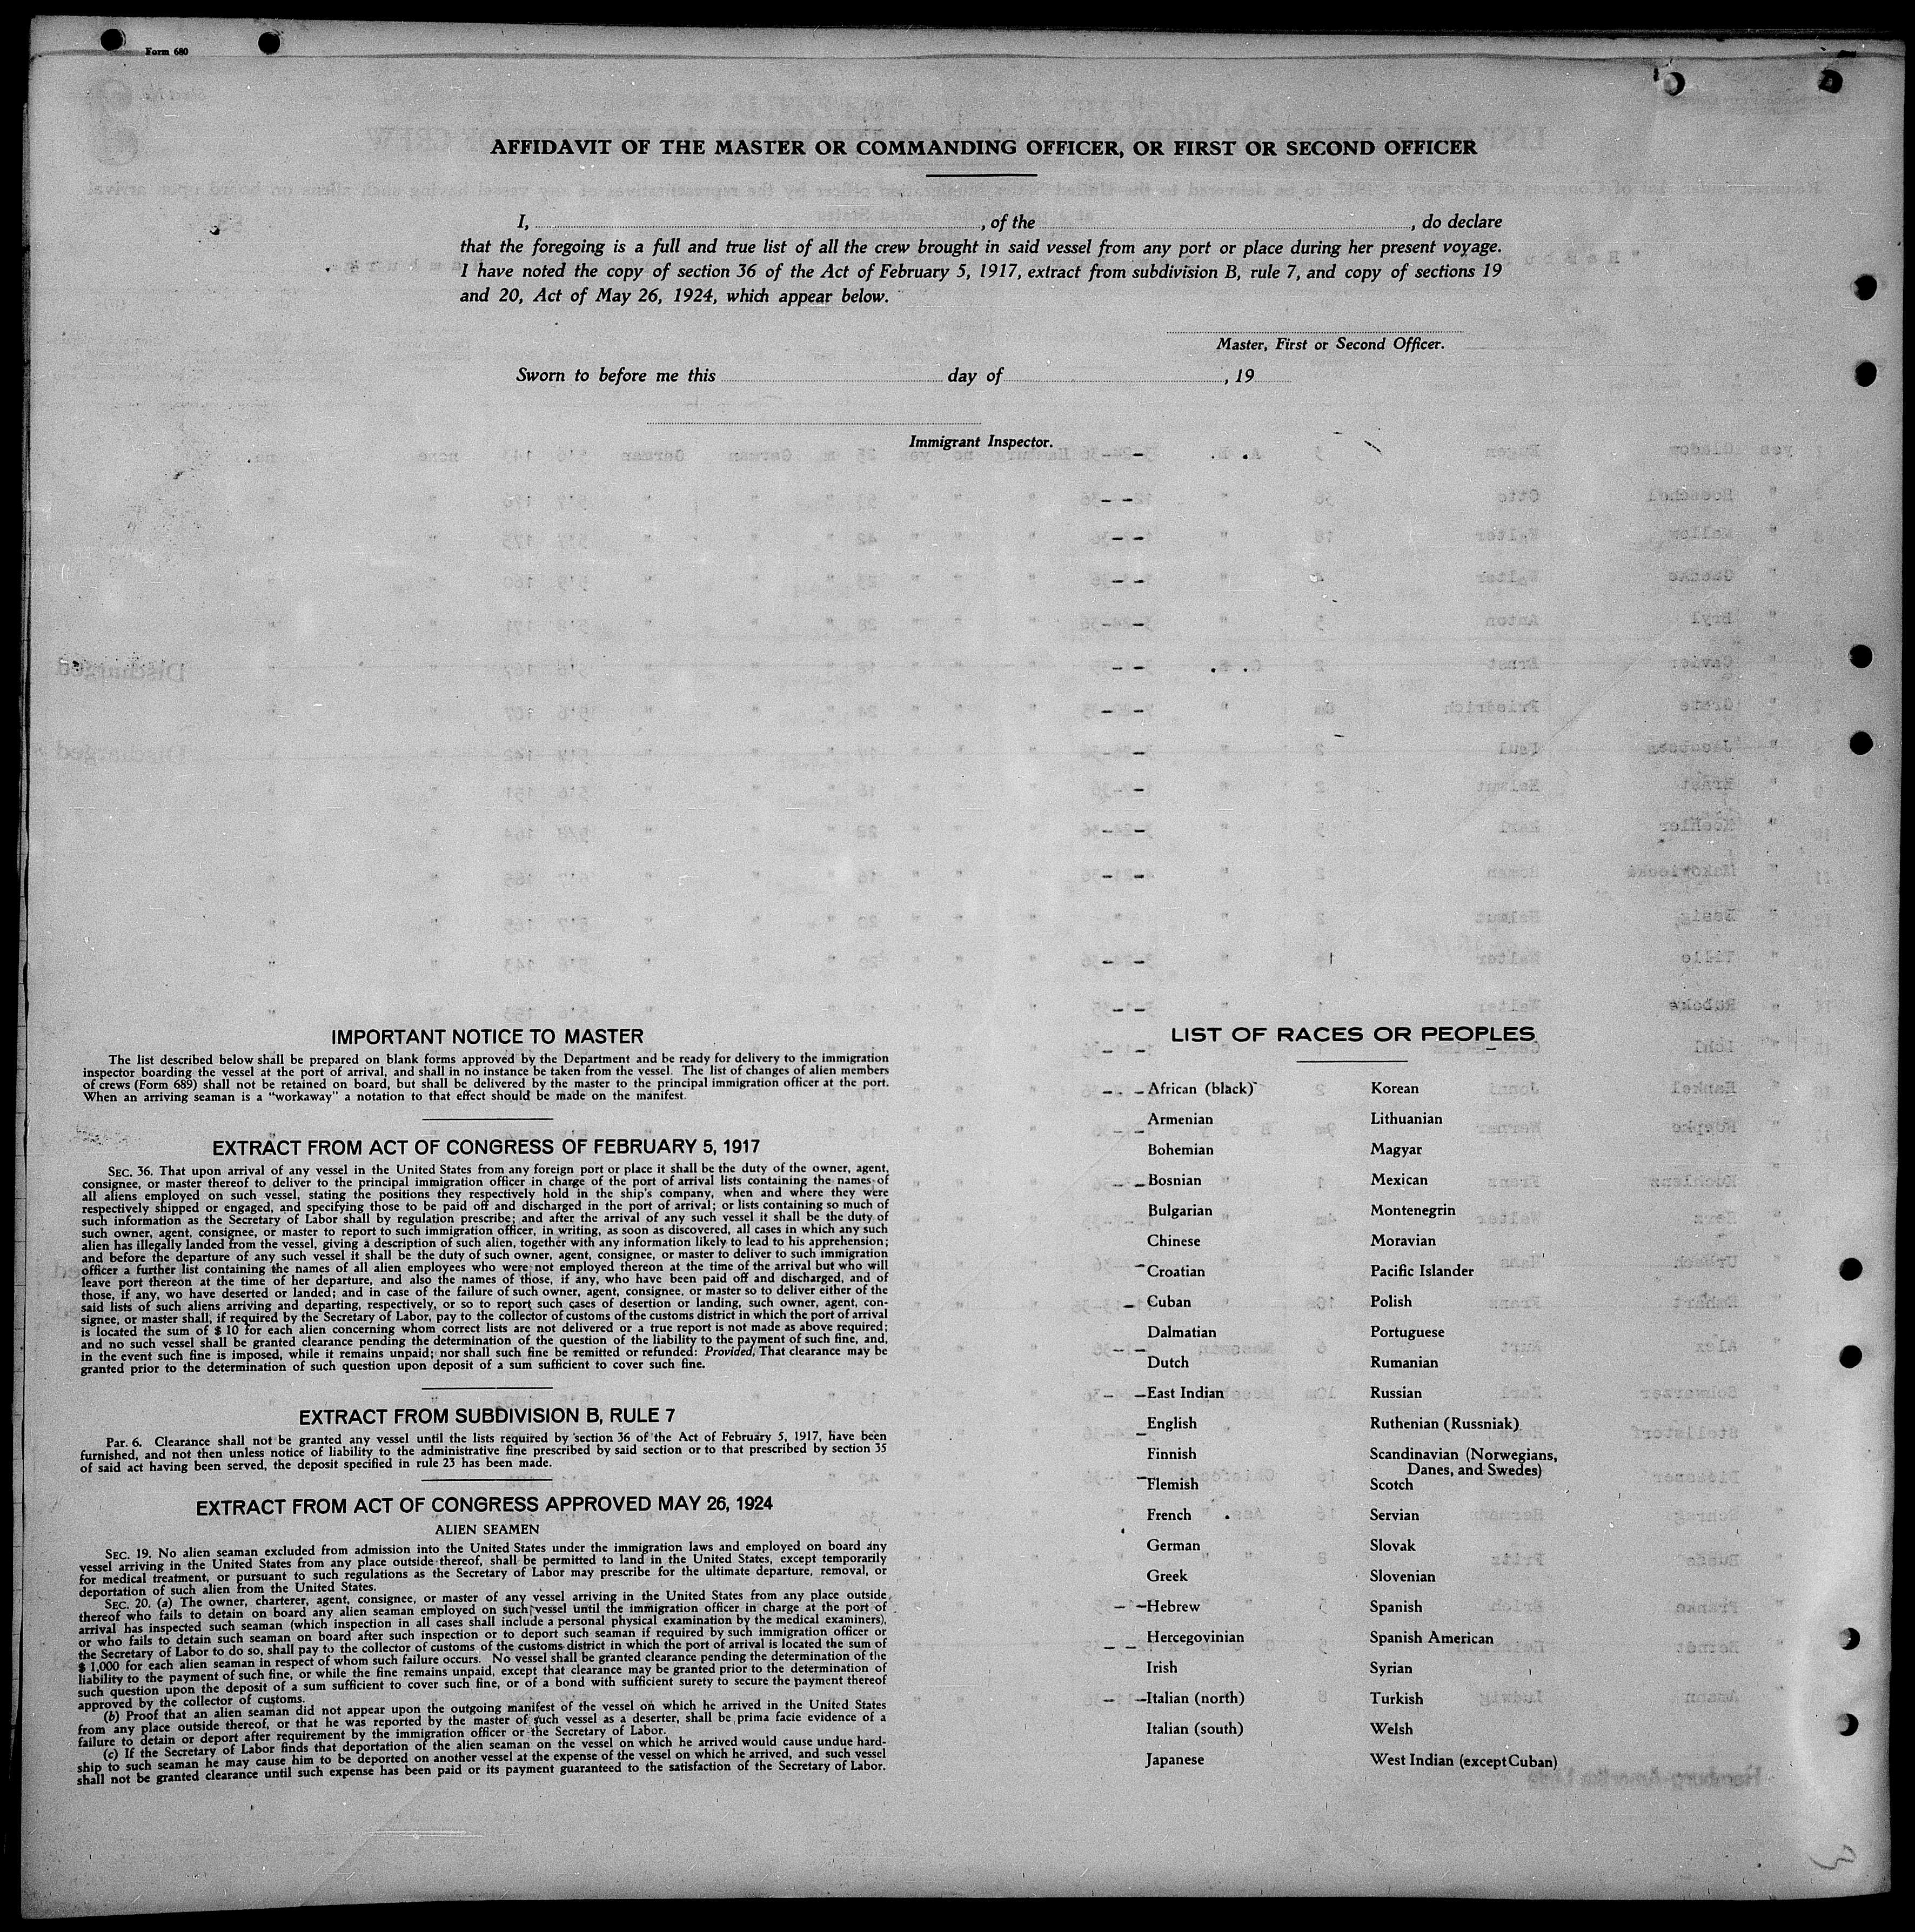 Form 680
AFFIDAVIT OF THE MASTER OR COMMANDING OFFICER, OR FIRST OR SECOND OFFICER
I, , of the , do declare
that the foregoing is a full and true list of all the crew brought in said vessel from any port or place during her present voyage.
I have noted the copy of section 36 of the Act of February 5, 1917, extract from subdivision B, rule 7, and copy of sections 19
and 20, Act of May 26, 1924, which appear below.
Master, First or Second Officer.
Sworn to before me this day of , 19
Immigrant Inspector.
IMPORTANT NOTICE TO MASTER
The list described below shall be prepared on blank forms approved by the Department and be ready for delivery to the immigration
inspector boarding the vessel at the port of arrival, and shall in no instance be taken from the vessel. The list of changes of alien members
of crews (Form 689) shall not be retained on board, but shall be delivered by the master to the principal immigration officer at the port.
When an arriving seaman is a "workaway" a notation to that effect should be made on the manifest.
EXTRACT FROM ACT OF CONGRESS OF FEBRUARY 5, 1917
SEC. 36. That upon arrival of any vessel in the United States from any foreign port or place it shall be the duty of the owner, agent,
consignee, or master thereof to deliver to the principal immigration officer in charge of the port of arrival lists containing the names of
all aliens employed on such vessel, stating the positions they respectively hold in the ship's company, when and where they were
respectively shipped or engaged, and specifying those to be paid off and discharged in the port of arrival; or lists containing so much of
such information as the Secretary of Labor shall by regulation prescribe; and after the arrival of any such vessel it shall be the duty of
such owner, agent, consignee, or master to report to such immigration officer, in writing, as soon as discovered, all cases in which any such
alien has illegally landed from the vessel, giving a description of such alien, together with any information likely to lead to his apprehension;
and before the departure of any such vessel it shall be the duty of such owner, agent, consignee, or master to deliver to such immigration
officer a further list containing the names of all alien employees who were not employed thereon at the time of the arrival but who will
leave port thereon at the time of her departure, and also the names of those, if any, who have been paid off and discharged, and of
those, if any, wo have deserted or landed; and in case of the failure of such owner, agent, consignee, or master so to deliver either of the
said lists of such aliens arriving and departing, respectively, or so to report such cases of desertion or landing, such owner, agent, con-
signee, or master shall, if required by the Secretary of Labor, pay to the collector of customs of the customs district in which the port of arrival
is located the sum of $ 10 for each alien concerning whom correct lists are not delivered or a true report is not made as above required;
and no such vessel shall be granted clearance pending the determination of the question of the liability to the payment of such fine, and,
in the event such fine is imposed, while it remains unpaid; nor shall such fine be remitted or refunded: Provided, That clearance may be
granted prior to the determination of such question upon deposit of a sum sufficient to cover such fine.
EXTRACT FROM SUBDIVISION B, RULE 7
Par. 6. Clearance shall not be granted any vessel until the lists required by section 36 of the Act of February 5, 1917, have been
furnished, and not then unless notice of liability to the administrative fine prescribed by said section or to that prescribed by section 35
of said act having been served, the deposit specified in rule 23 has been made.
EXTRACT FROM ACT OF CONGRESS APPROVED MAY 26, 1924
ALIEN SEAMEN
SEC. 19. No alien seaman excluded from admission into the United States under the immigration laws and employed on board any
vessel arriving in the United States from any place outside thereof, shall be permitted to land in the United States, except temporarily
for medical treatment, or pursuant to such regulations as the Secretary of Labor may prescribe for the ultimate departure, removal, or
deportation of such alien from the United States.
SEC. 20. (a) The owner, charterer, agent, consignee, or master of any vessel arriving in the United States from any place outside
thereof who fails to detain on board any alien seaman employed on such vessel until the immigration officer in charge at the port of
arrival has inspected such seaman (which inspection in all cases shall include a personal physical examination by the medical examiners),
or who fails to detain such seaman on board after such inspection or to deport such seaman if required by such immigration officer or
the Secretary of Labor to do so, shall pay to the collector of customs of the customs district in which the port of arrival is located the sum of
$ 1,000 for each alien seaman in respect of whom such failure occurs. No vessel shall be granted clearance pending the determination of the
liability to the payment of such fine, or while the fine remains unpaid, except that clearance may be granted prior to the determination of
such question upon the deposit of a sum sufficient to cover such fine, or of a bond with sufficient surety to secure the payment thereof
approved by the collector of customs.
(b) Proof that an alien seaman did not appear upon the outgoing manifest of the vessel on which he arrived in the United States
from any place outside thereof, or that he was reported by the master of such vessel as a deserter, shall be prima facie evidence of a
failure to detain or deport after requirement by the immigration officer or the Secretary of Labor.
(c) If the Secretary of Labor finds that deportation of the alien seaman on the vessel on which he arrived would cause undue hard-
ship to such seaman he may cause him to be deported on another vessel at the expense of the vessel on which he arrived, and such vessel
shall not be granted clearance until such expense has been paid or its payment guaranteed to the satisfaction of the Secretary of Labor.
LIST OF RACES OR PEOPLES
African (black)
Armenian
Bohemian
Bosnian
Bulgarian
Chinese
Croatian
Cuban
Dalmatian
Dutch
East Indian
English
Finnish
Flemish
French
German
Greek
Hebrew
Hercegovinian
Irish
Italian (north)
Italian (south)
Japanese
Korean
Lithuanian
Magyar
Mexican
Montenegrin
Moravian
Pacific Islander
Polish
Portuguese
Rumanian
Russian
Ruthenian (Russniak)
Scandinavian (Norwegians,
Danes, and Swedes)
Scotch
Servian
Slovak
Slovenian
Spanish
Spanish American
Syrian
Turkish
Welsh
West Indian (except Cuban)